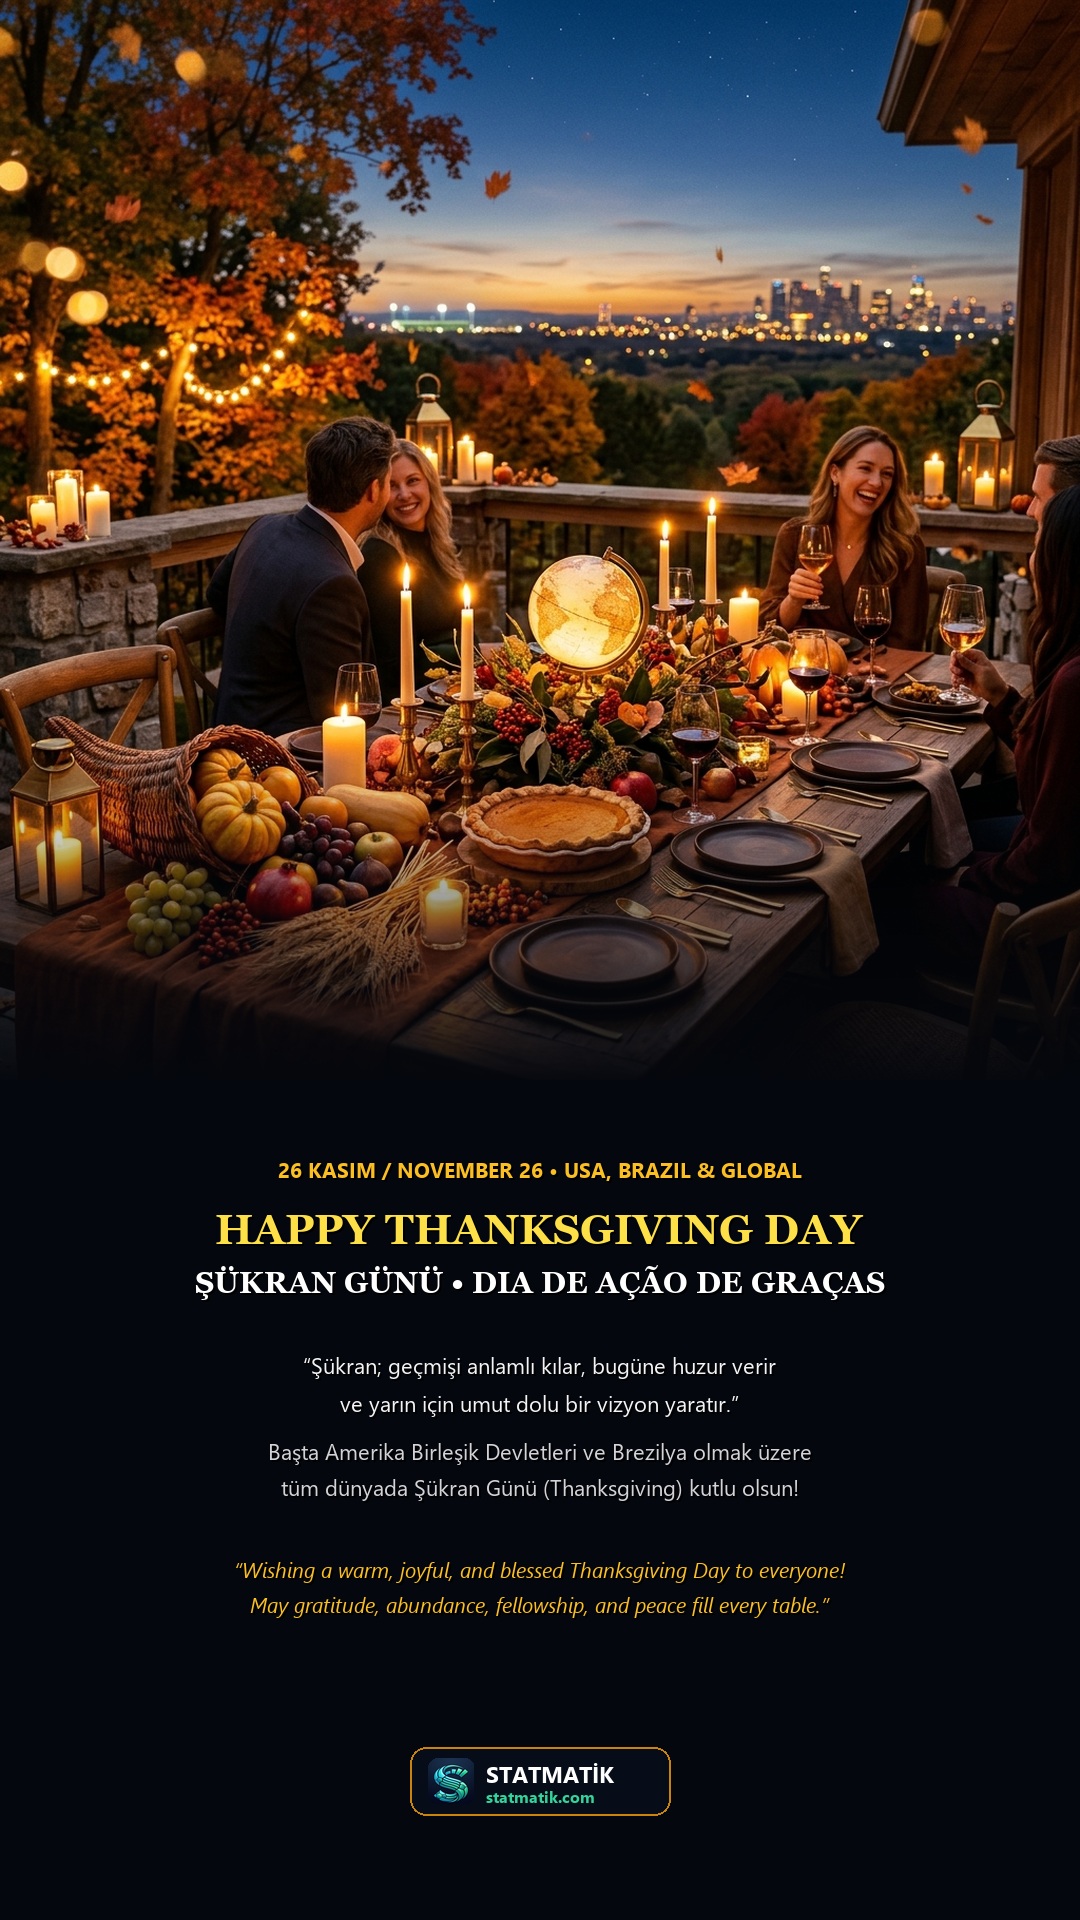 26 KASIM / NOVEMBER 26 • USA, BRAZIL & GLOBAL
HAPPY THANKSGIVING DAY
ŞÜKRAN GÜNÜ • DIA DE AÇÃO DE GRAÇAS
“Şükran; geçmişi anlamlı kılar, bugüne huzur verir
ve yarın için umut dolu bir vizyon yaratır.”
Başta Amerika Birleşik Devletleri ve Brezilya olmak üzere
tüm dünyada Şükran Günü (Thanksgiving) kutlu olsun!
“Wishing a warm, joyful, and blessed Thanksgiving Day to everyone!
May gratitude, abundance, fellowship, and peace fill every table.”
STATMATİK
statmatik.com